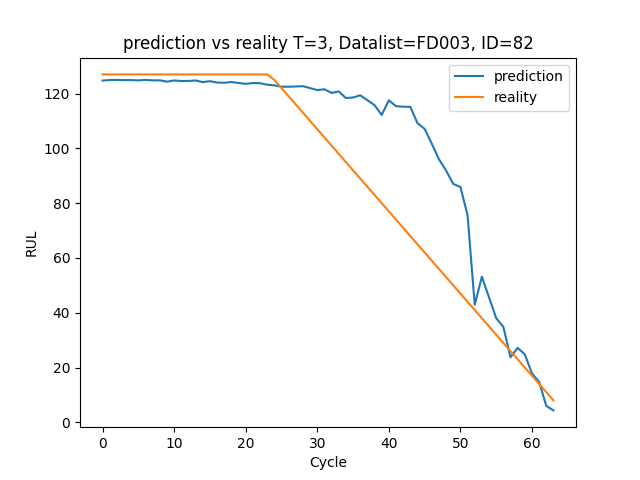 prediction vs reality T=3, Datalist=FD003, ID=82
prediction
reality
RUL
120
100
80
60
40
20
0
0 10 20 30 40 50 60
Cycle